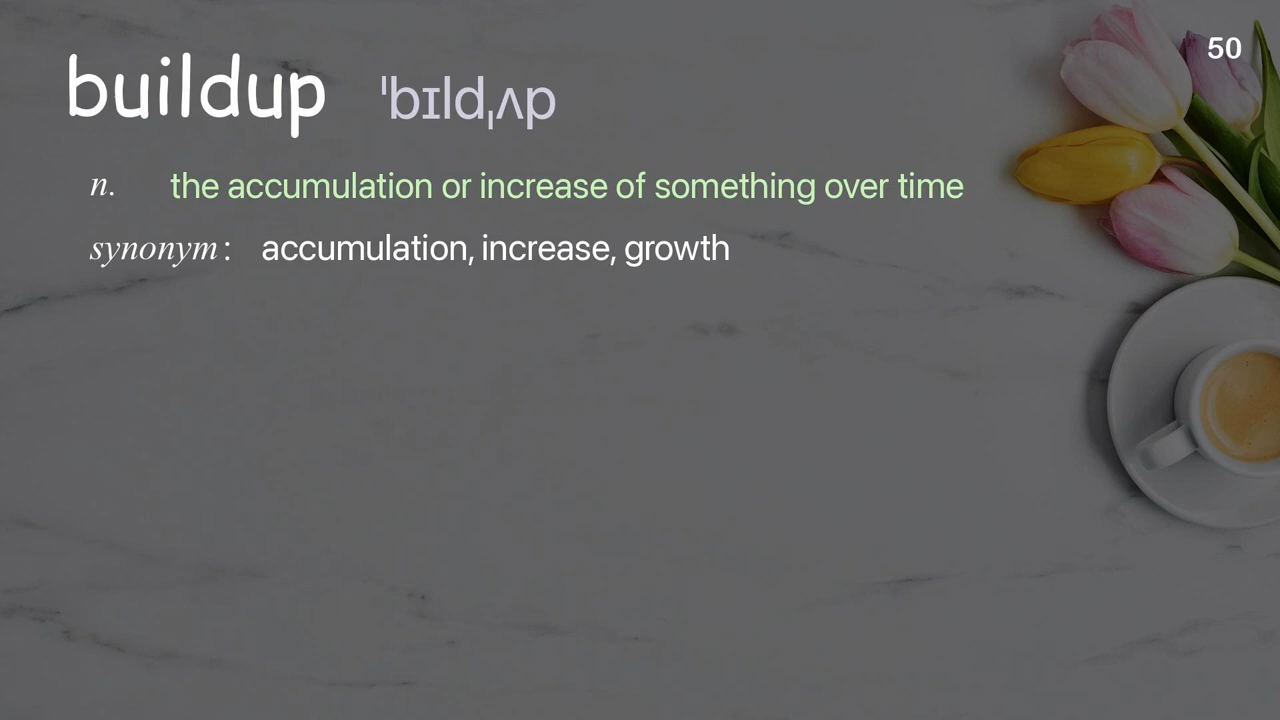 50
buildup ˈbɪldˌʌp
n. the accumulation or increase of something over time
synonym: accumulation, increase, growth